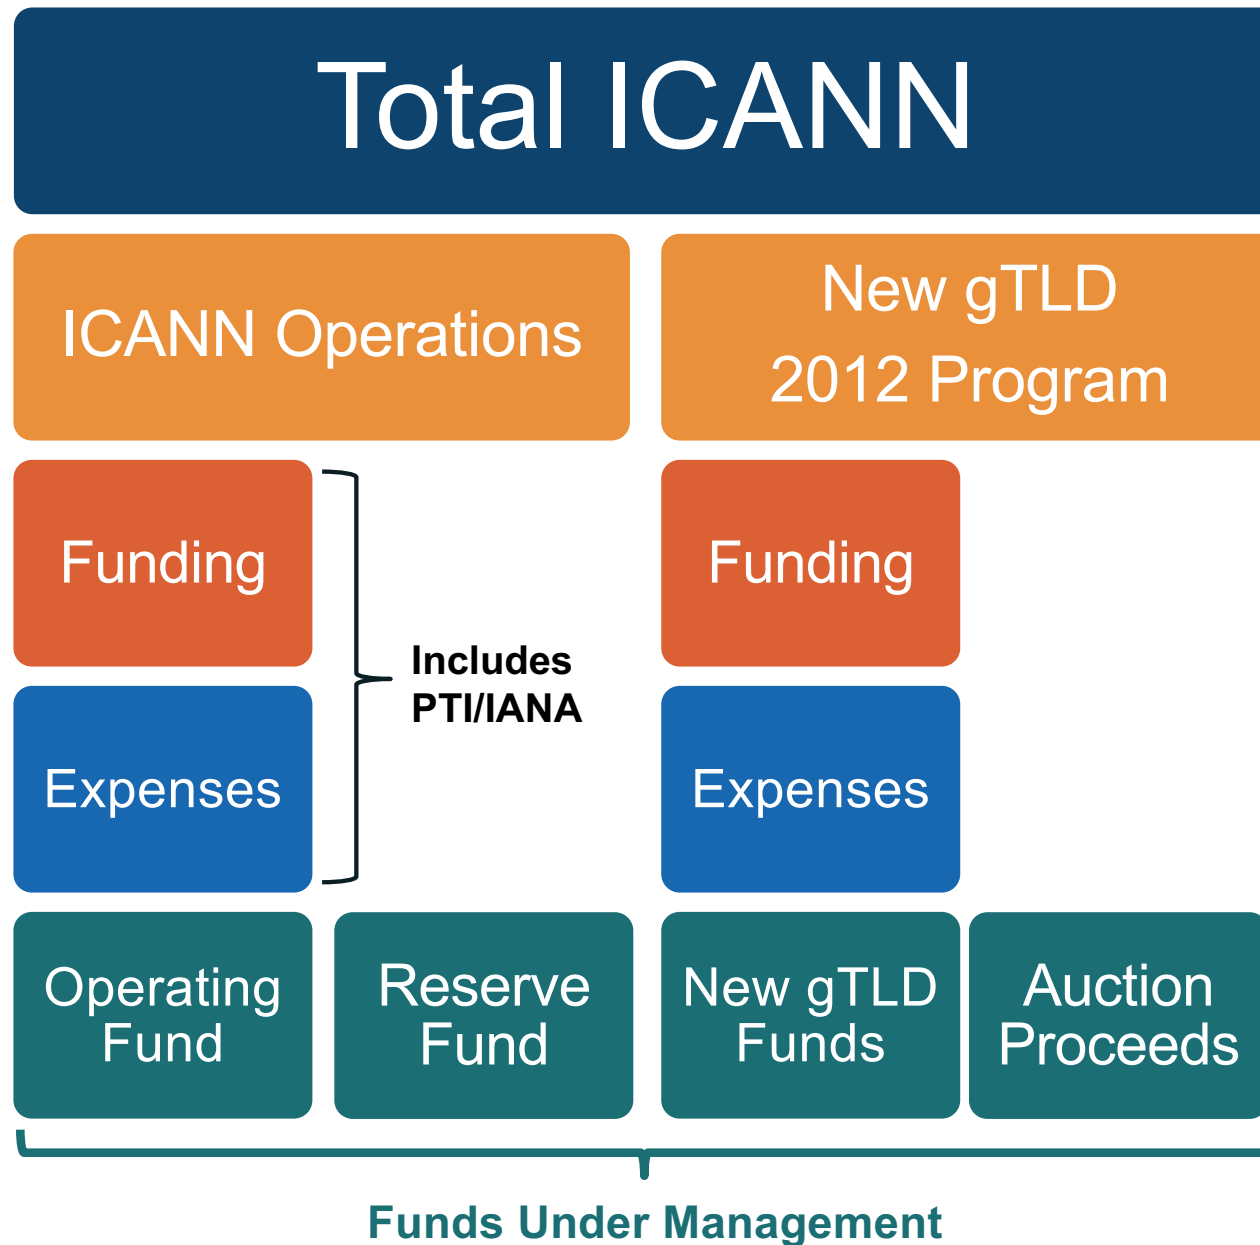 Total ICANN
ICANN Operations
New gTLD
2012 Program
Funding
Funding
Includes
PTI/IANA
Expenses
Expenses
Operating
Fund
Reserve
Fund
New gTLD
Funds
Auction
Proceeds
Funds Under Management